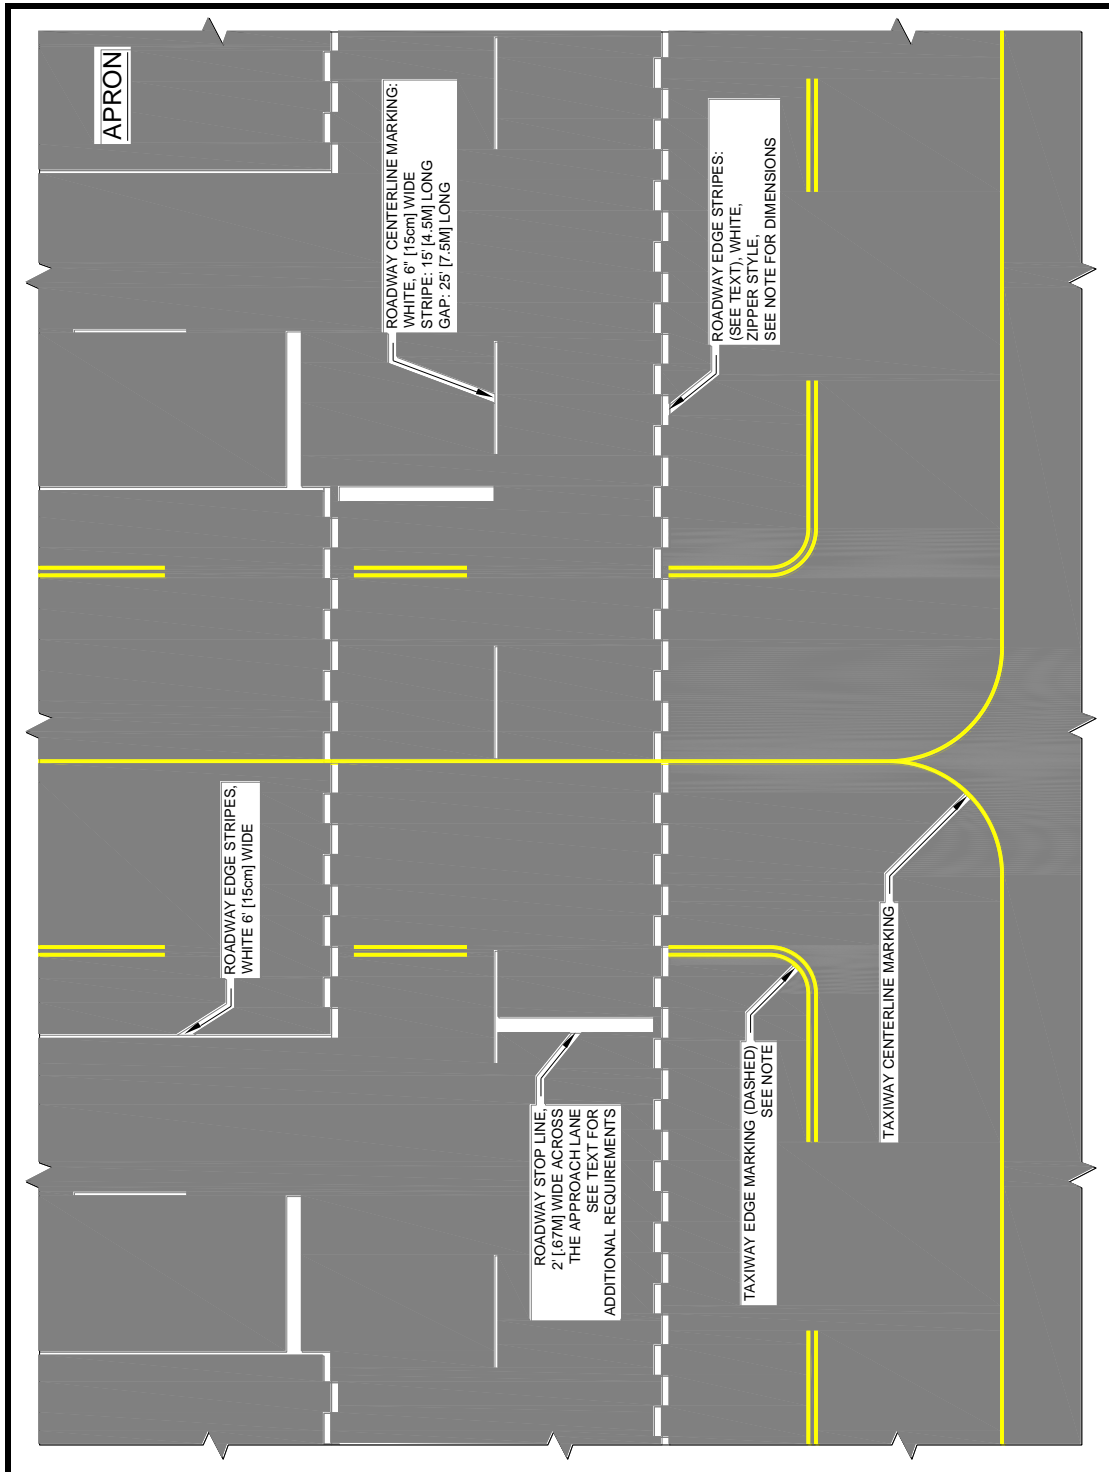 APRON
ROADWAY CENTERLINE MARKING:
WHITE, 6" [15cm] WIDE
STRIPE: 15' [4.5M] LONG
GAP: 25' [7.5M] LONG
ROADWAY EDGE STRIPES:
(SEE TEXT), WHITE,
ZIPPER STYLE,
SEE NOTE FOR DIMENSIONS
ROADWAY EDGE STRIPES,
WHITE 6' [15cm] WIDE
ROADWAY STOP LINE,
2' [.67M] WIDE ACROSS
THE APPROACH LANE
SEE TEXT FOR
ADDITIONAL REQUIREMENTS
TAXIWAY EDGE MARKING (DASHED)
SEE NOTE
TAXIWAY CENTERLINE MARKING